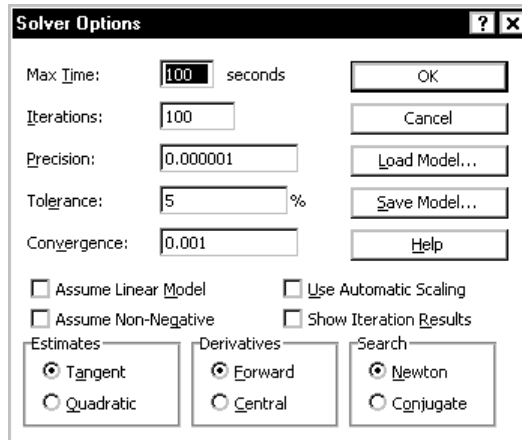 Solver Options ? X
Max Time: 100 seconds OK
Iterations: 100 Cancel
Precision: 0.000001 Load Model...
Tolerance: 5 % Save Model...
Convergence: 0.001 Help
Assume Linear Model Use Automatic Scaling
Assume Non-Negative Show Iteration Results
Estimates Derivatives Search
Tangent Forward Newton
Quadratic Central Conjugate